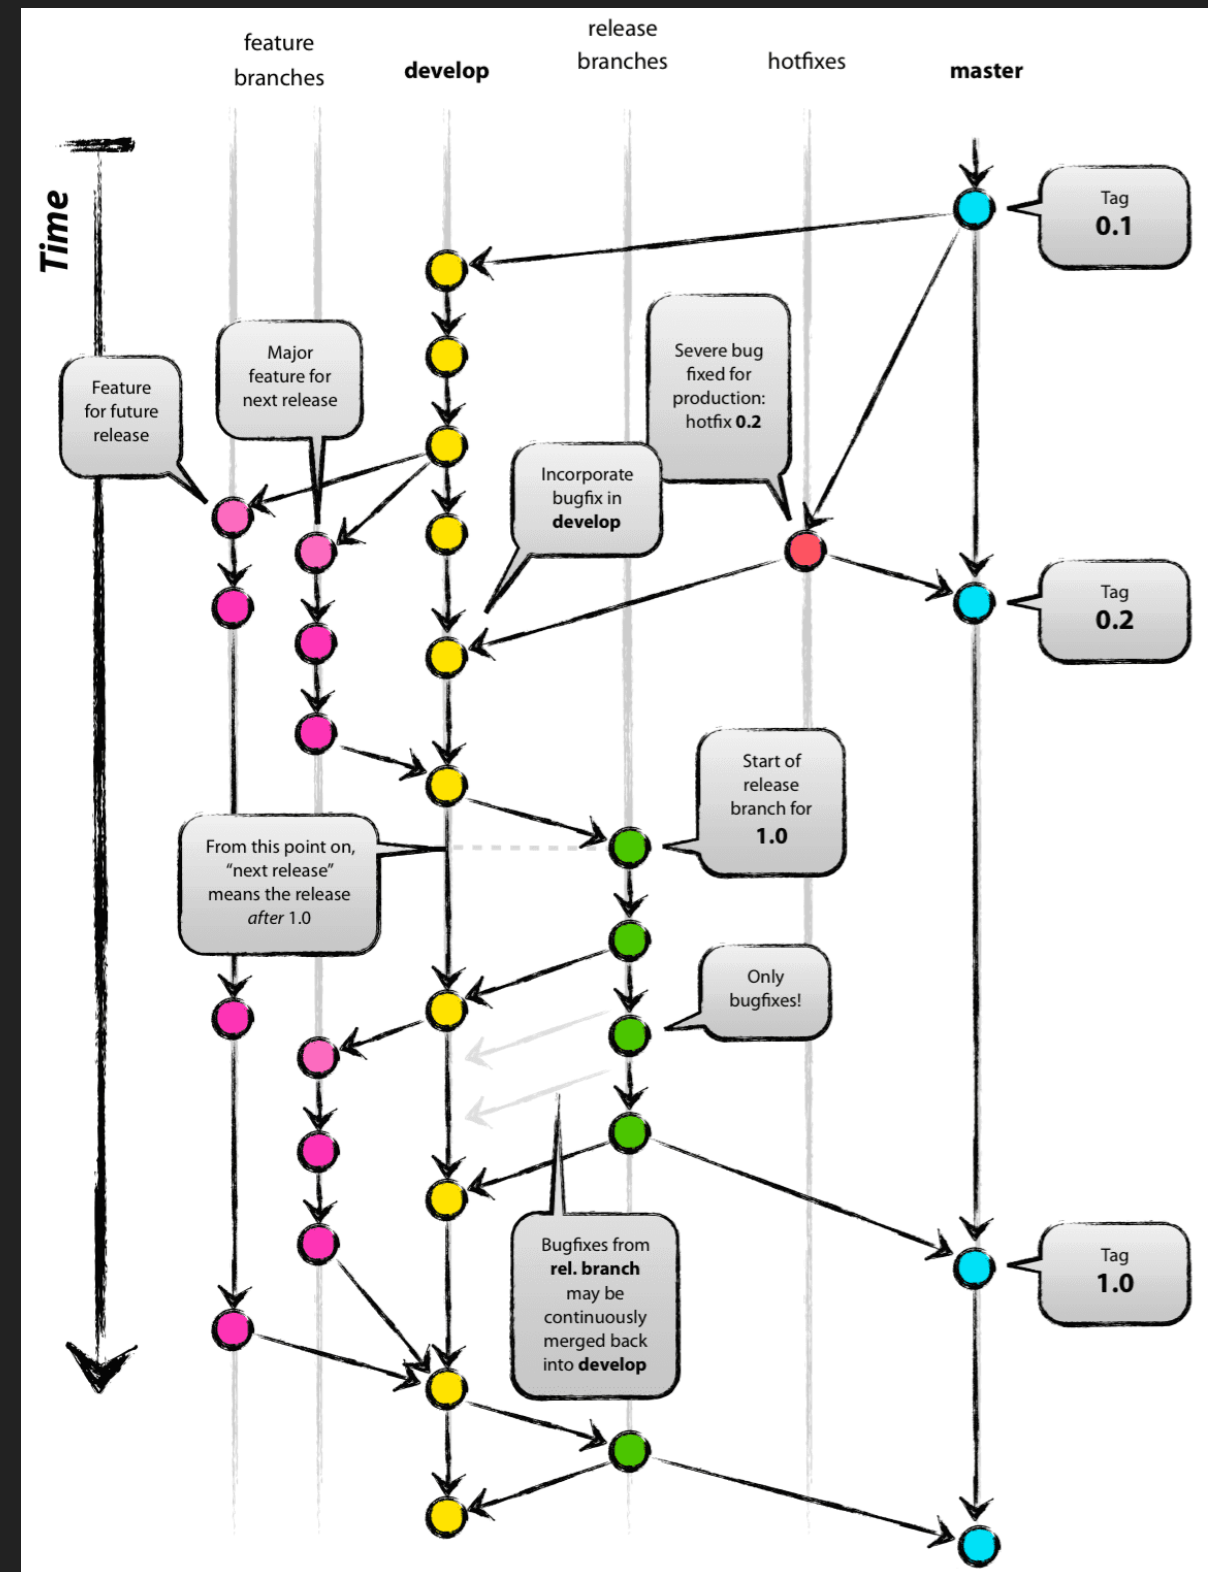 feature
branches
develop
release
branches
hotfixes
master
Time
Tag
0.1
Major
feature for
next release
Feature
for future
release
Severe bug
fixed for
production:
hotfix 0.2
Incorporate
bugfix in
develop
Tag
0.2
Start of
release
branch for
1.0
From this point on,
“next release”
means the release
after 1.0
Only
bugfixes!
Bugfixes from
rel. branch
may be
continuously
merged back
into develop
Tag
1.0